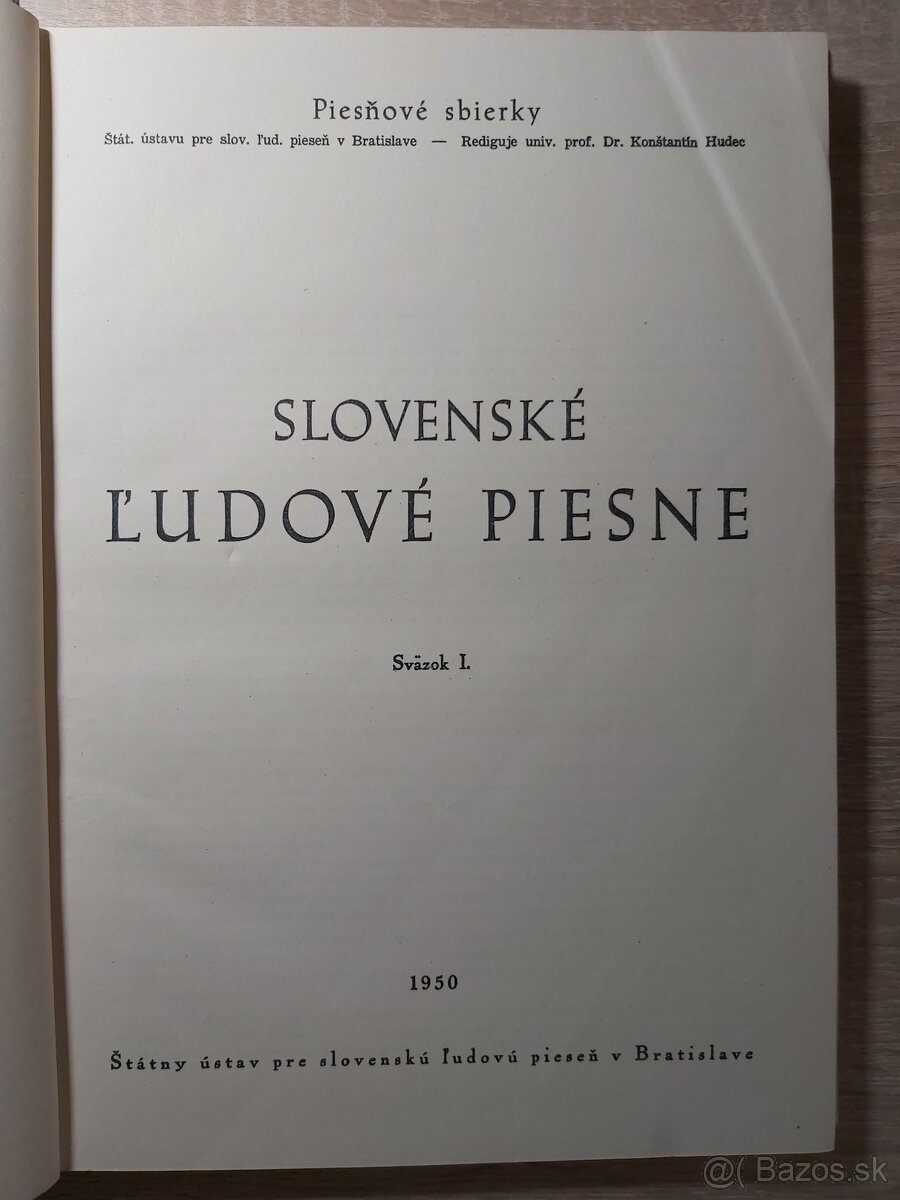 Piesňové sbierky
Štát. ústavu pre slov. ľud. pieseň v Bratislave — Rediguje univ. prof. Dr. Konštantín Hudec
SLOVENSKÉ
ĽUDOVÉ PIESNE
Sväzok I.
1950
Štátny ústav pre slovenskú ľudovú pieseň v Bratislave
@( Bazos.sk